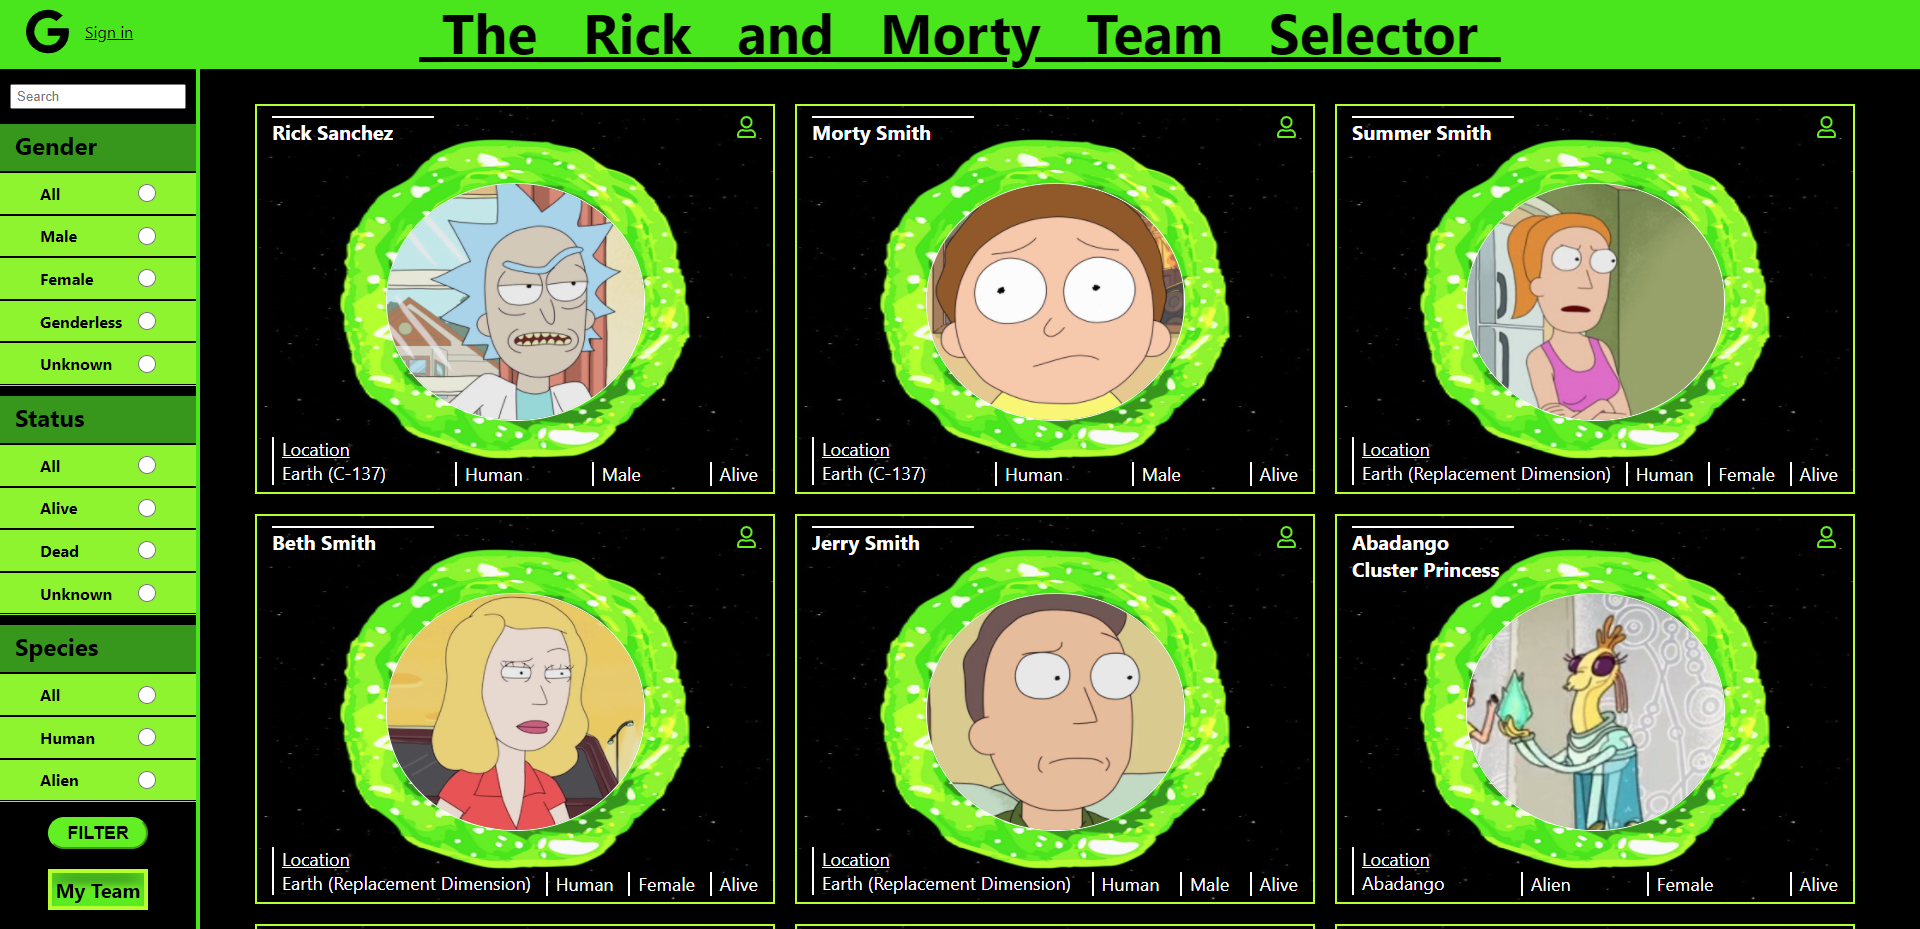 Sign in
The Rick and Morty Team Selector
Search
Gender
All
Male
Female
Genderless
Unknown
Status
All
Alive
Dead
Unknown
Species
All
Human
Alien
FILTER
My Team
Rick Sanchez
Location
Earth (C-137)
Human
Male
Alive
Morty Smith
Location
Earth (C-137)
Human
Male
Alive
Summer Smith
Location
Earth (Replacement Dimension)
Human
Female
Alive
Beth Smith
Location
Earth (Replacement Dimension)
Human
Female
Alive
Jerry Smith
Location
Earth (Replacement Dimension)
Human
Male
Alive
Abadango
Cluster Princess
Location
Abadango
Alien
Female
Alive